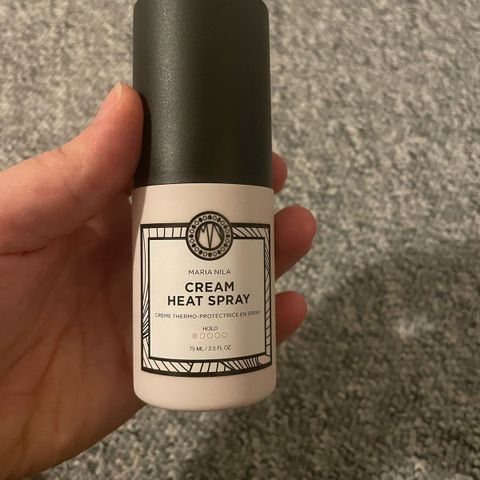 MARIA NILA
CREAM
HEAT SPRAY
CRÈME THERMO-PROTECTRICE EN SPRAY
HOLD
75 ML / 2.5 FL OZ